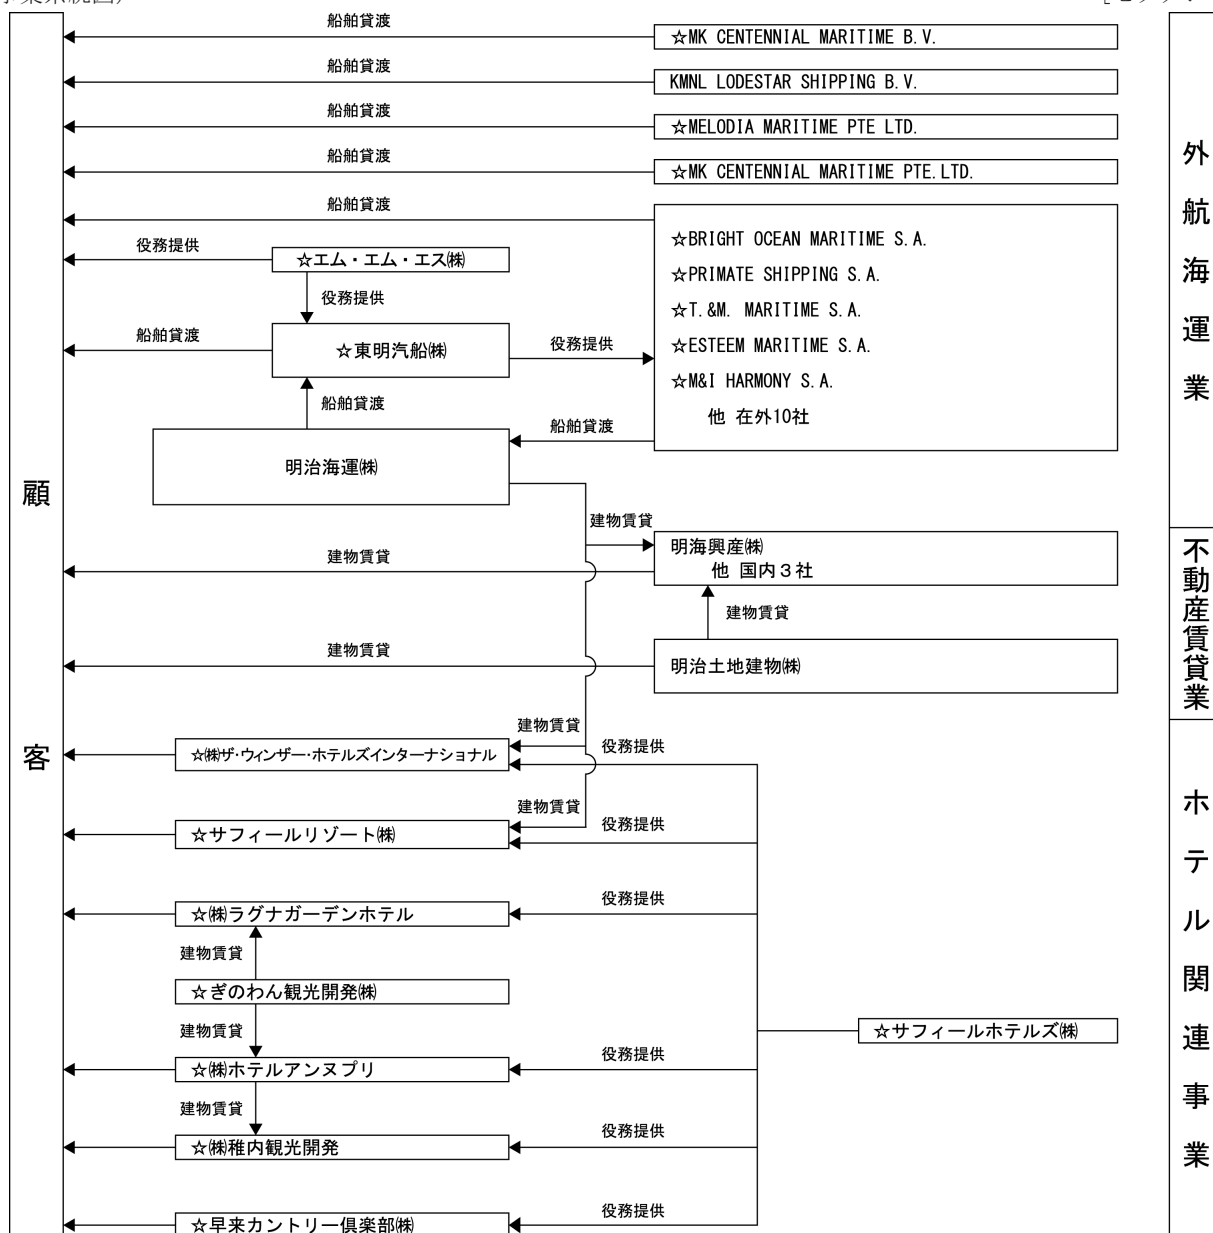 船舶貸渡
☆MK CENTENNIAL MARITIME B.V.
船舶貸渡
KMNL LODESTAR SHIPPING B.V.
船舶貸渡
☆MELODIA MARITIME PTE LTD.
船舶貸渡
☆MK CENTENNIAL MARITIME PTE.LTD.
船舶貸渡
☆BRIGHT OCEAN MARITIME S.A.
☆PRIMATE SHIPPING S.A.
☆T.&M. MARITIME S.A.
☆ESTEEM MARITIME S.A.
☆M&I HARMONY S.A.
他 在外10社
役務提供
☆エム・エム・エス㈱
役務提供
船舶貸渡
☆東明汽船㈱
役務提供
船舶貸渡
船舶貸渡
明治海運㈱
建物賃貸
明海興産㈱
他 国内3社
建物賃貸
建物賃貸
建物賃貸
明治土地建物㈱
建物賃貸
役務提供
☆㈱ザ・ウィンザー・ホテルズインターナショナル
建物賃貸
役務提供
☆サフィールリゾート㈱
役務提供
☆㈱ラグナガーデンホテル
建物賃貸
☆ぎのわん観光開発㈱
建物賃貸
☆サフィールホテルズ㈱
役務提供
☆㈱ホテルアンヌプリ
建物賃貸
役務提供
☆㈱稚内観光開発
役務提供
☆早来カントリー倶楽部㈱
顧客
外航海運業
不動産賃貸業
ホテル関連事業